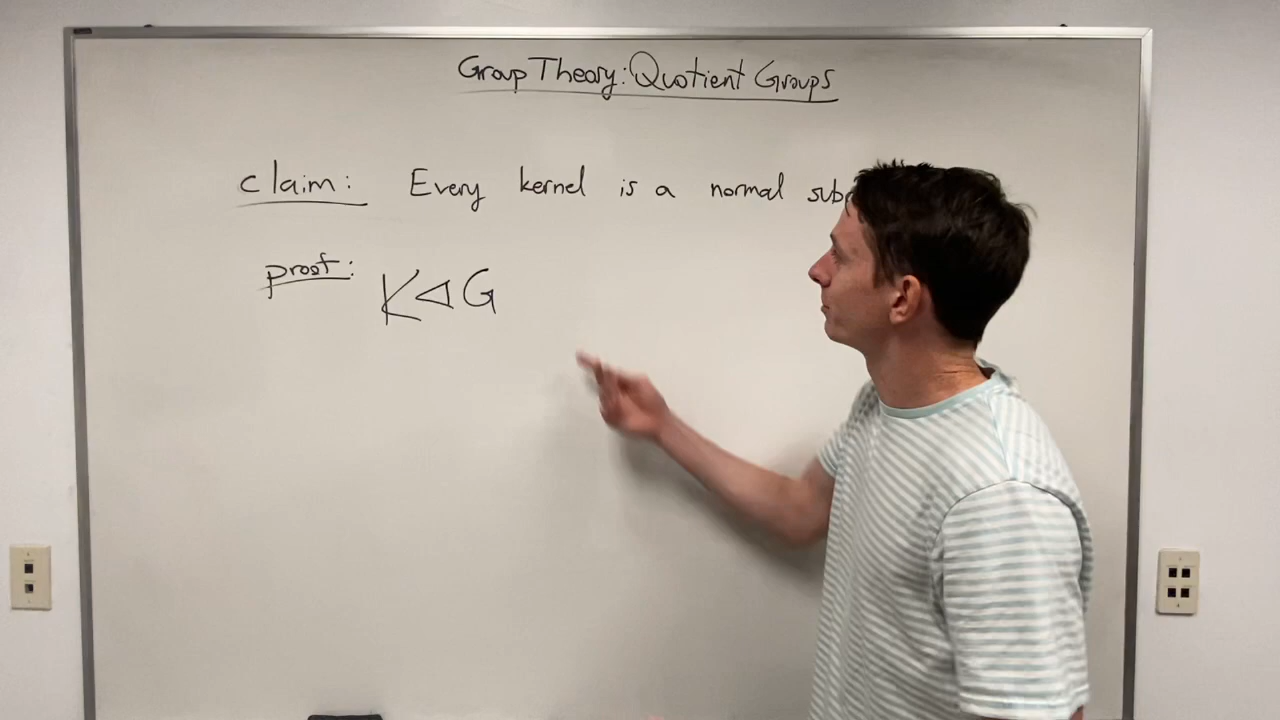 Group Theory: Quotient Groups
claim: Every kernel is a normal sub
proof: K ⊲ G